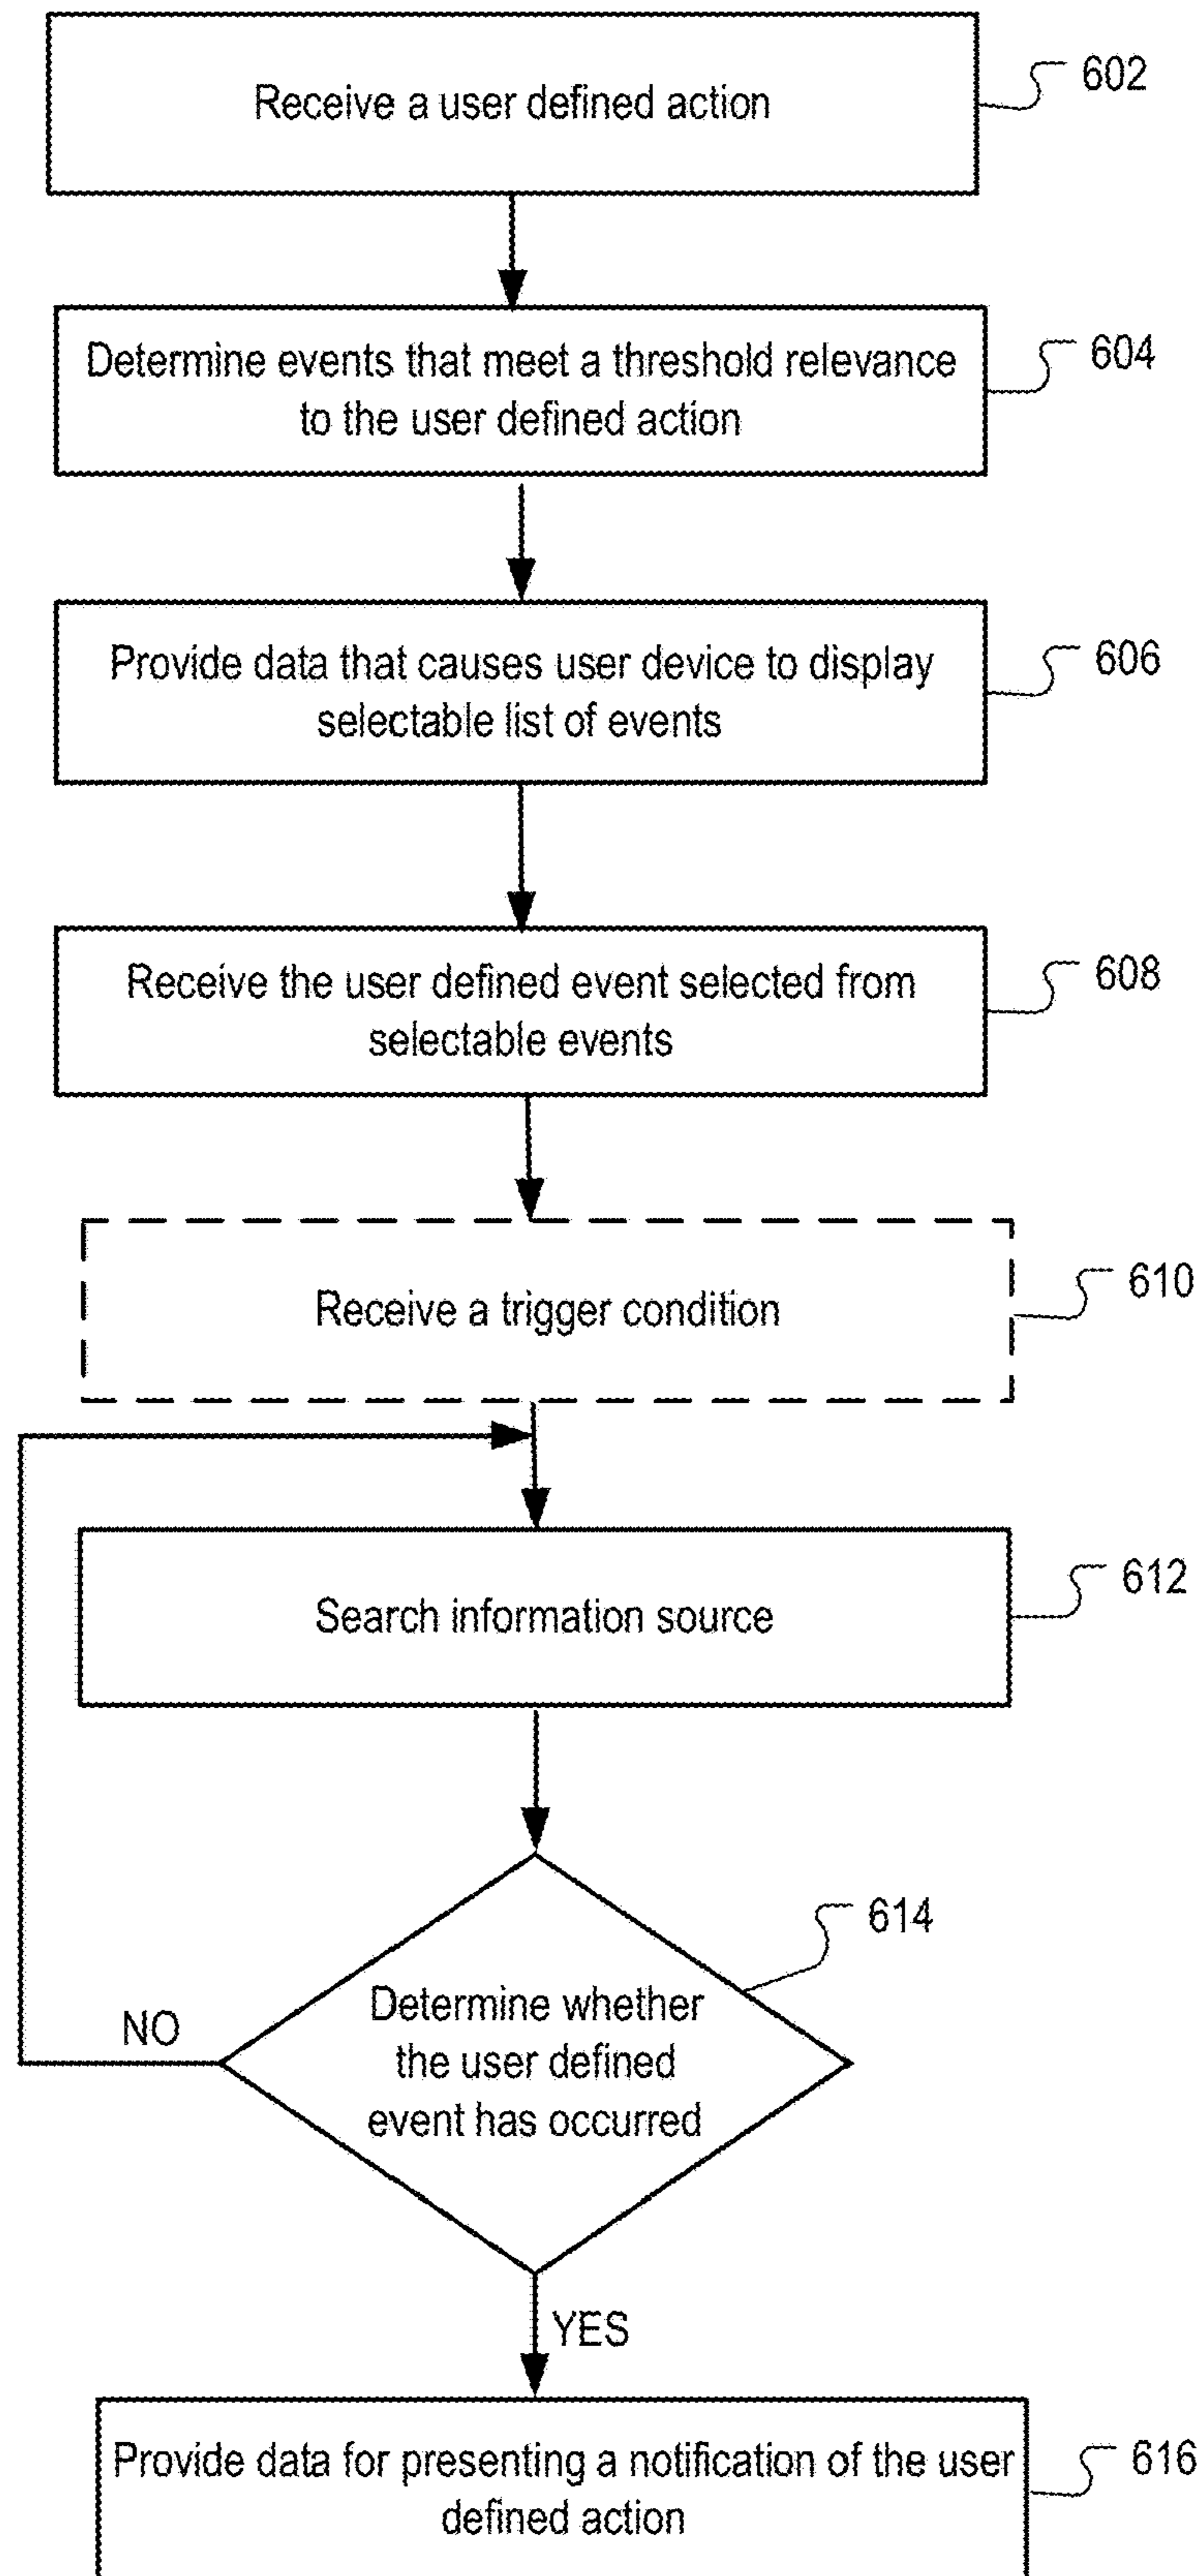 Receive a user defined action
602
Determine events that meet a threshold relevance
to the user defined action
604
Provide data that causes user device to display
selectable list of events
606
Receive the user defined event selected from
selectable events
608
Receive a trigger condition
610
Search information source
612
614
Determine whether
the user defined
event has occurred
NO
YES
Provide data for presenting a notification of the user
defined action
616